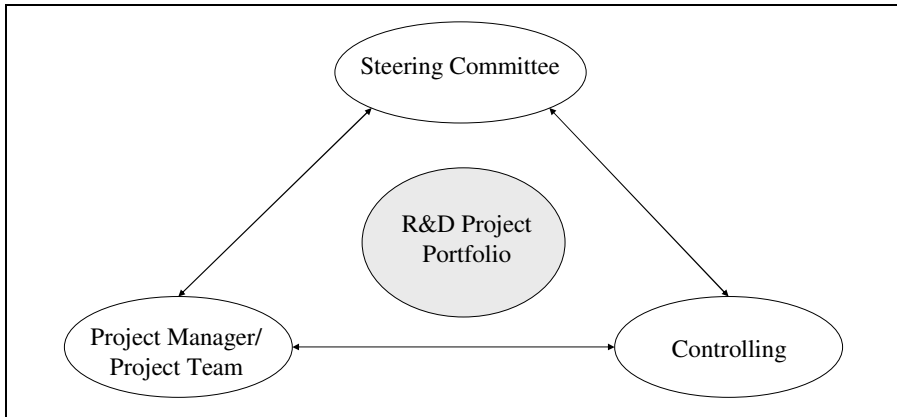 Steering Committee
R&D Project
Portfolio
Project Manager/
Project Team
Controlling